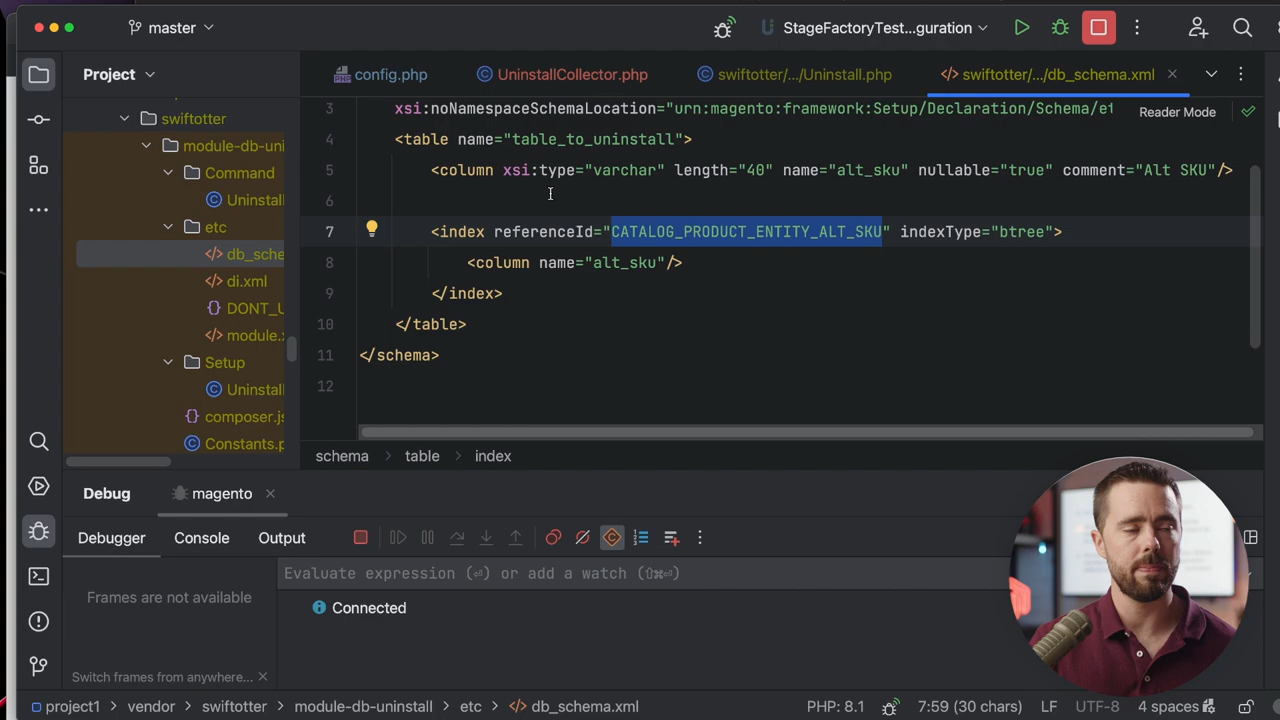 master
StageFactoryTest...guration
Project
config.php
UninstallCollector.php
swiftotter/.../Uninstall.php
swiftotter/.../db_schema.xml
swiftotter
module-db-uni
Command
Uninstal
etc
db_sche
di.xml
DONT_U
module.x
Setup
Uninstal
composer.js
Constants.p
3 xsi:noNamespaceSchemaLocation="urn:magento:framework:Setup/Declaration/Schema/et
Reader Mode
4 <table name="table_to_uninstall">
5 <column xsi:type="varchar" length="40" name="alt_sku" nullable="true" comment="Alt SKU"/>
6
7 <index referenceId="CATALOG_PRODUCT_ENTITY_ALT_SKU" indexType="btree">
8 <column name="alt_sku"/>
9 </index>
10 </table>
11 </schema>
12
schema > table > index
Debug magento
Debugger Console Output
Frames are not available
Evaluate expression (⏎) or add a watch (⇧⌘⏎)
Connected
Switch frames from anywhere...
project1 > vendor > swiftotter > module-db-uninstall > etc > db_schema.xml
PHP: 8.1
7:59 (30 chars)
LF
UTF-8
4 spaces